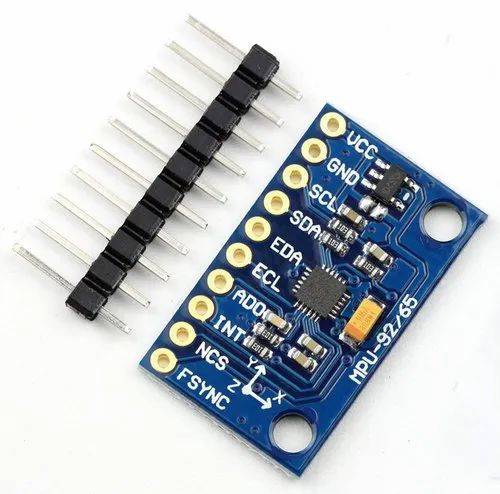 VCC
GND
SCL
SDA
EDA
ECL
ADO
INT
NCS
FSYNC
Y
X
Z
MPU-92/65